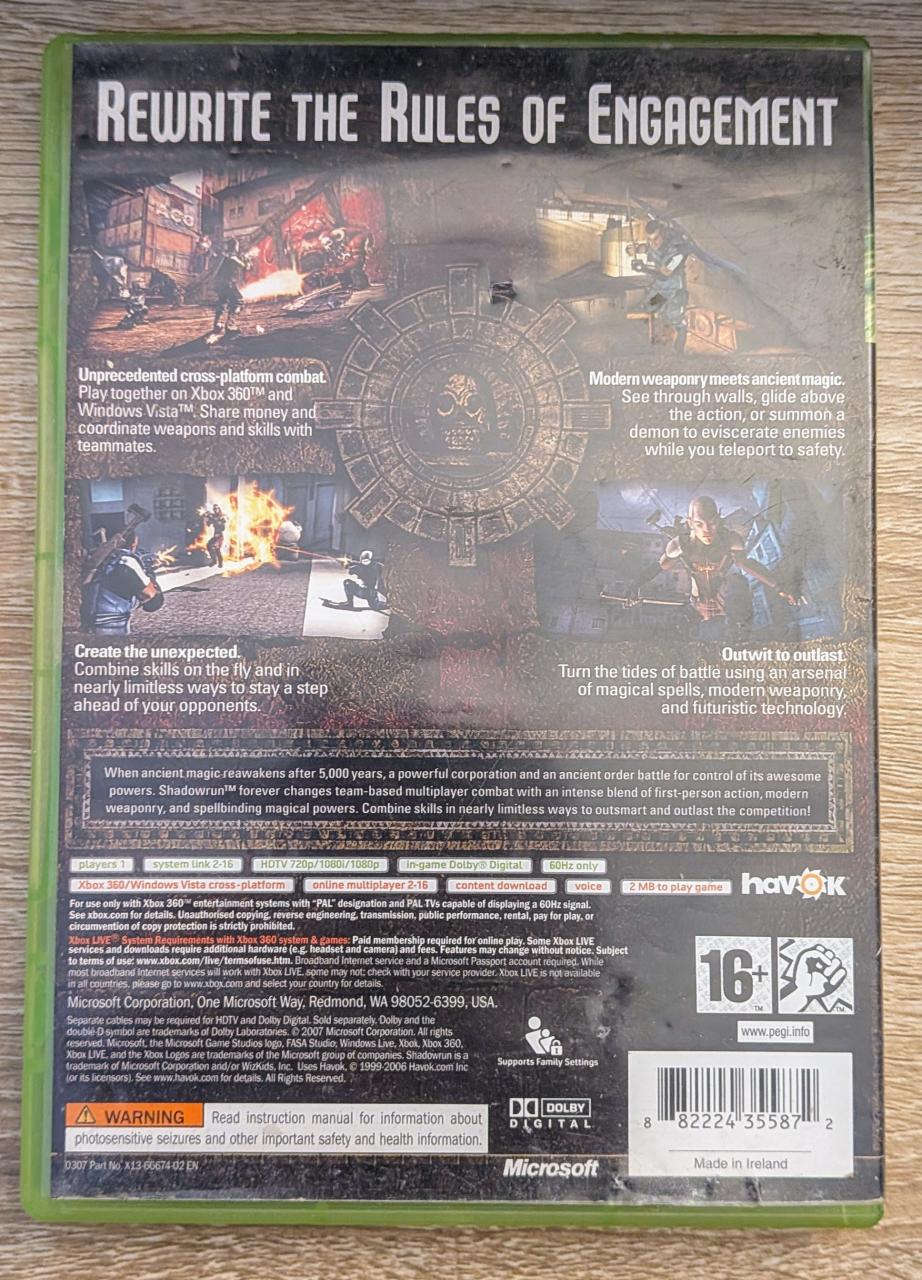 REWRITE THE RULES OF ENGAGEMENT
Unprecedented cross-platform combat.
Play together on Xbox 360™ and
Windows Vista™. Share money and
coordinate weapons and skills with
teammates.
Modern weaponry meets ancient magic.
See through walls, glide above
the action, or summon a
demon to eviscerate enemies
while you teleport to safety.
Create the unexpected.
Combine skills on the fly and in
nearly limitless ways to stay a step
ahead of your opponents.
Outwit to outlast.
Turn the tides of battle using an arsenal
of magical spells, modern weaponry,
and futuristic technology.
When ancient magic reawakens after 5,000 years, a powerful corporation and an ancient order battle for control of its awesome
powers. Shadowrun™ forever changes team-based multiplayer combat with an intense blend of first-person action, modern
weaponry, and spellbinding magical powers. Combine skills in nearly limitless ways to outsmart and outlast the competition!
players 1 system link 2-16 HDTV 720p/1080i/1080p in-game Dolby® Digital 60Hz only
Xbox 360/Windows Vista cross-platform online multiplayer 2-16 content download voice 2 MB to play game
havok
For use only with Xbox 360™ entertainment systems with "PAL" designation and PAL TVs capable of displaying a 60Hz signal.
See xbox.com for details. Unauthorised copying, reverse engineering, transmission, public performance, rental, pay for play, or
circumvention of copy protection is strictly prohibited.
Xbox LIVE® System Requirements with Xbox 360 system & games: Paid membership required for online play. Some Xbox LIVE
services and downloads require additional hardware (e.g. headset and camera) and fees. Features may change without notice. Subject
to terms of use: www.xbox.com/live/termsofuse.htm. Broadband Internet service and a Microsoft Passport account required. While
most broadband Internet services will work with Xbox LIVE, some may not; check with your service provider. Xbox LIVE is not available
in all countries, please go to www.xbox.com and select your country for details.
Microsoft Corporation, One Microsoft Way, Redmond, WA 98052-6399, USA.
Separate cables may be required for HDTV and Dolby Digital. Sold separately. Dolby and the
double-D symbol are trademarks of Dolby Laboratories. © 2007 Microsoft Corporation. All rights
reserved. Microsoft, the Microsoft Game Studios logo, FASA Studio, Windows Live, Xbox, Xbox 360,
Xbox LIVE, and the Xbox Logos are trademarks of the Microsoft group of companies. Shadowrun is a
trademark of Microsoft Corporation and/or WizKids, Inc. Uses Havok. © 1999-2006 Havok.com Inc
(or its licensors). See www.havok.com for details. All Rights Reserved.
16+™
™
www.pegi.info
Supports Family Settings
WARNING Read instruction manual for information about
photosensitive seizures and other important safety and health information.
DOLBY
DIGITAL
8 82224 35587 2
Made in Ireland
0307 Part No. X13-66674-02 EN
Microsoft